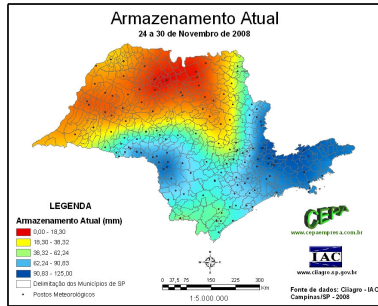 Armazenamento Atual
24 a 30 de Novembro de 2008
LEGENDA
Armazenamento Atual (mm)
0,00 - 18,30
18,30 - 38,32
38,32 - 62,24
62,24 - 90,83
90,83 - 125,00
Delimitação dos Municípios de SP
Postos Meteorológicos
0 37,5 75 150 225 300
KM
1:5.000.000
CEPA
www.cepaempresa.com.br
IAC
www.ciiagro.sp.gov.br
Fonte de dados: Ciiagro - IAC
Campinas/SP - 2008